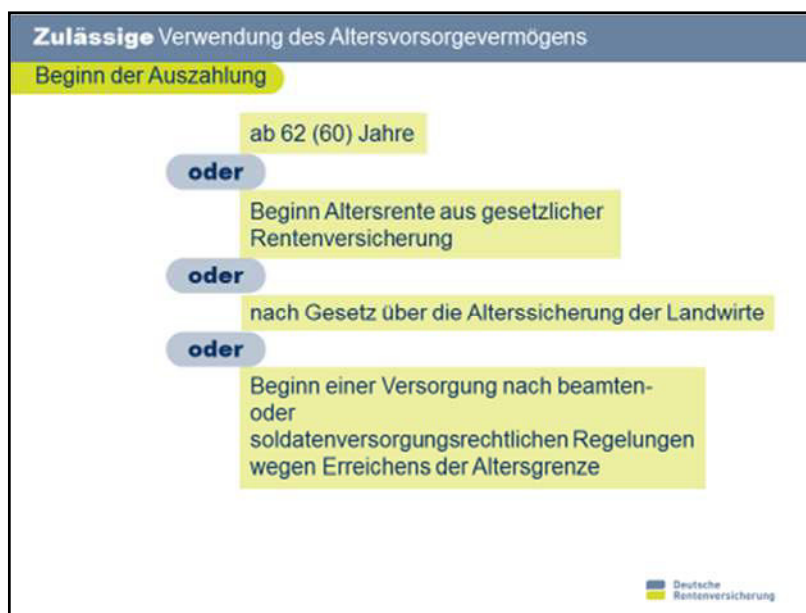 Zulässige Verwendung des Altersvorsorgevermögens
Beginn der Auszahlung
ab 62 (60) Jahre
oder
Beginn Altersrente aus gesetzlicher
Rentenversicherung
oder
nach Gesetz über die Alterssicherung der Landwirte
oder
Beginn einer Versorgung nach beamten-
oder
soldatenversorgungsrechtlichen Regelungen
wegen Erreichens der Altersgrenze
Deutsche
Rentenversicherung